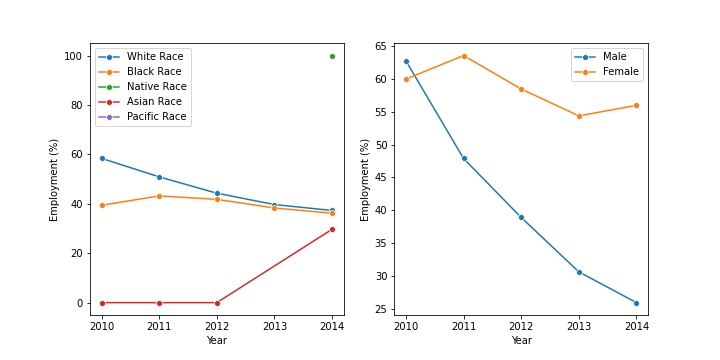 White Race
Black Race
Native Race
Asian Race
Pacific Race
100
80
60
40
20
0
Employment (%)
2010 2011 2012 2013 2014
Year
Male
Female
65
60
55
50
45
40
35
30
25
Employment (%)
2010 2011 2012 2013 2014
Year